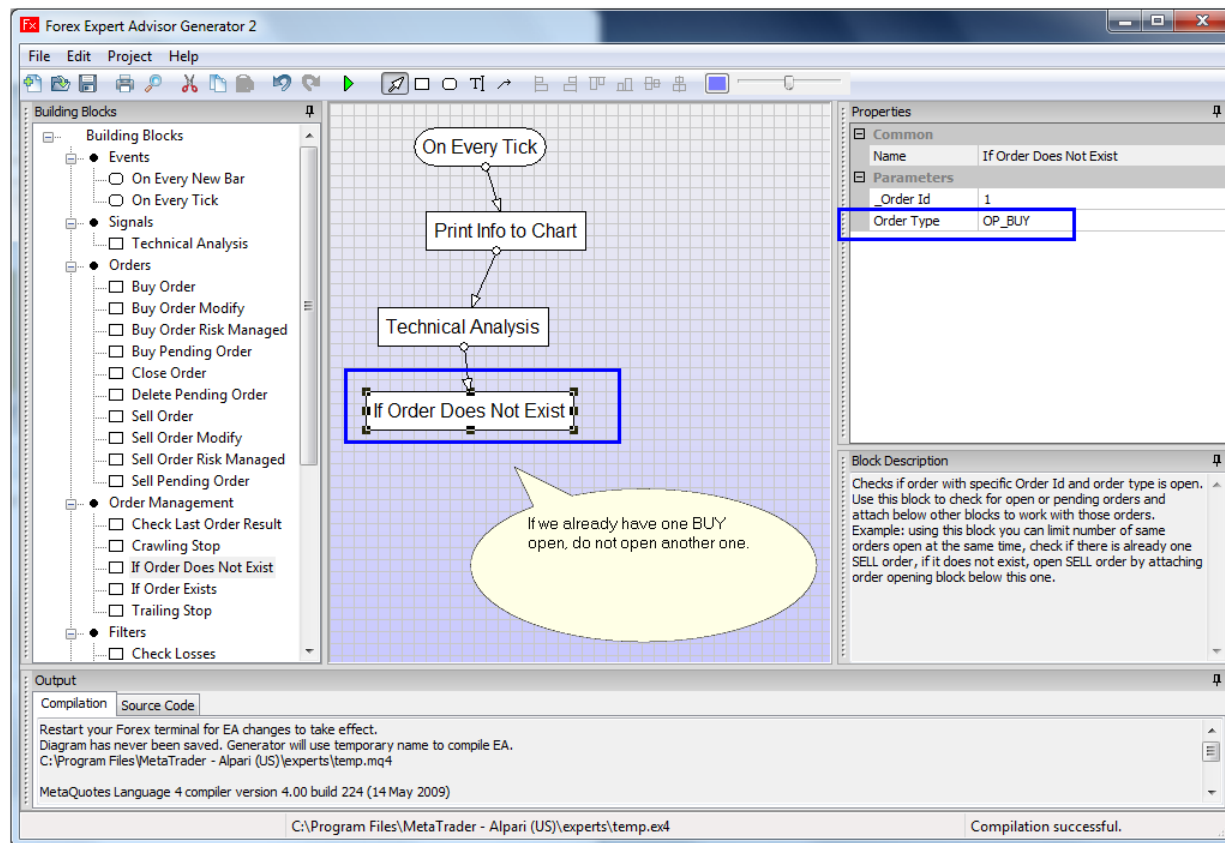 Forex Expert Advisor Generator 2
File Edit Project Help
Building Blocks
Building Blocks
Events
On Every New Bar
On Every Tick
Signals
Technical Analysis
Orders
Buy Order
Buy Order Modify
Buy Order Risk Managed
Buy Pending Order
Close Order
Delete Pending Order
Sell Order
Sell Order Modify
Sell Order Risk Managed
Sell Pending Order
Order Management
Check Last Order Result
Crawling Stop
If Order Does Not Exist
If Order Exists
Trailing Stop
Filters
Check Losses
On Every Tick
Print Info to Chart
Technical Analysis
If Order Does Not Exist
If we already have one BUY
open, do not open another one.
Properties
Common
Name If Order Does Not Exist
Parameters
_Order Id 1
Order Type OP_BUY
Block Description
Checks if order with specific Order Id and order type is open.
Use this block to check for open or pending orders and
attach below other blocks to work with those orders.
Example: using this block you can limit number of same
orders open at the same time, check if there is already one
SELL order, if it does not exist, open SELL order by attaching
order opening block below this one.
Output
Compilation Source Code
Restart your Forex terminal for EA changes to take effect.
Diagram has never been saved. Generator will use temporary name to compile EA.
C:\Program Files\MetaTrader - Alpari (US)\experts\temp.mq4
MetaQuotes Language 4 compiler version 4.00 build 224 (14 May 2009)
C:\Program Files\MetaTrader - Alpari (US)\experts\temp.ex4 Compilation successful.